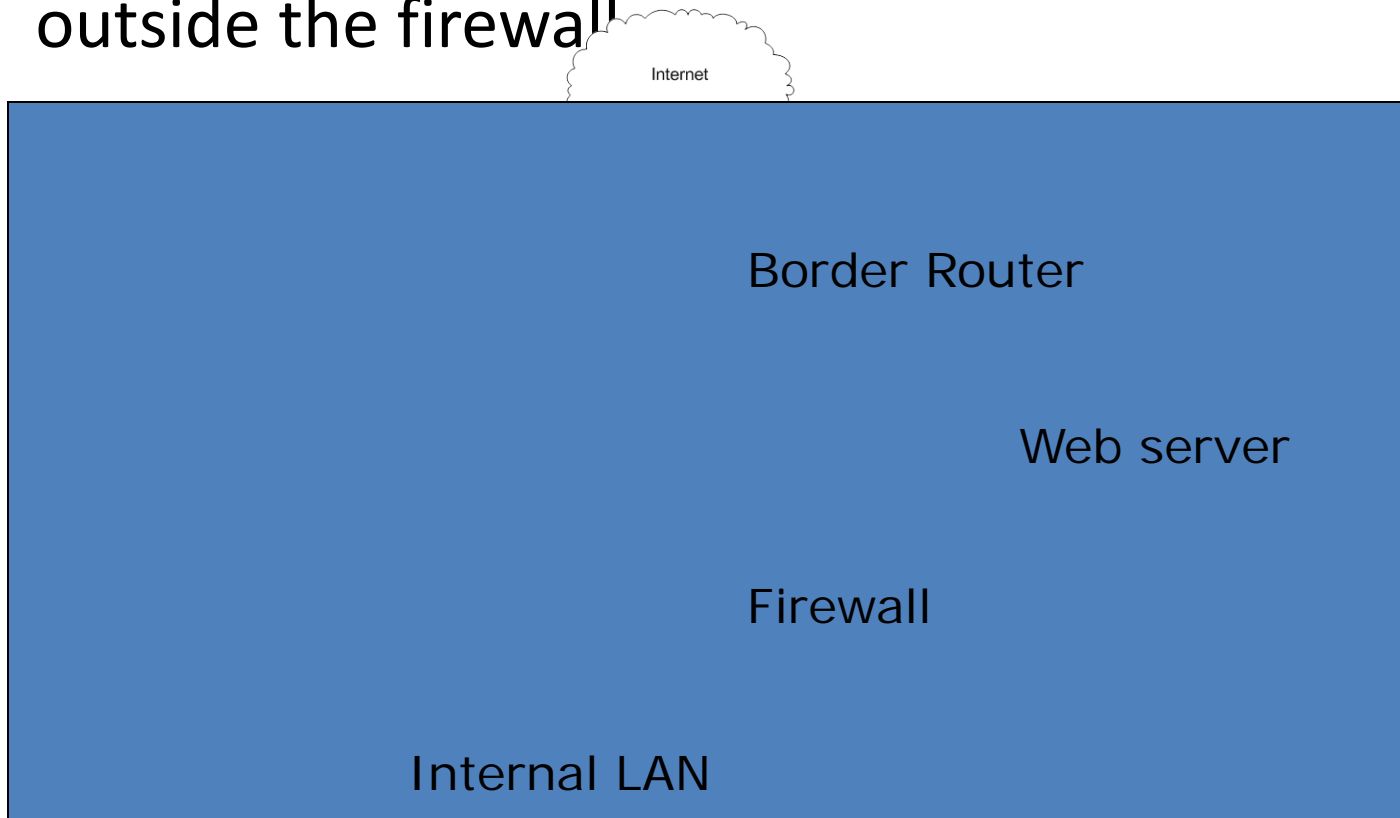 outside the firewall
Internet
Border Router
Web server
Firewall
Internal LAN